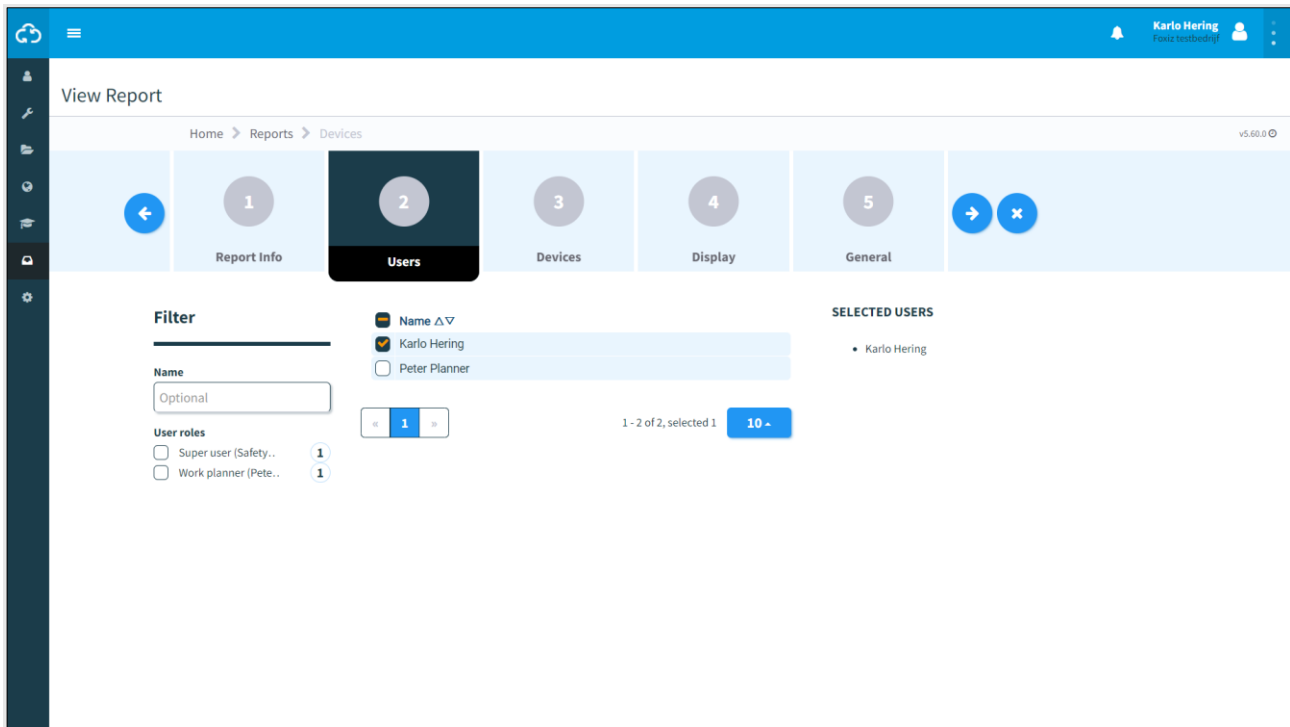 Karlo Hering
Foxiz testbedrijf
View Report
Home Reports Devices
v5.60.0
1
2
3
4
5
Report Info
Users
Devices
Display
General
Filter
Name
Optional
User roles
Super user (Safety.. 1
Work planner (Pete.. 1
Name △▽
Karlo Hering
Peter Planner
« 1 »
1 - 2 of 2, selected 1
10
SELECTED USERS
• Karlo Hering